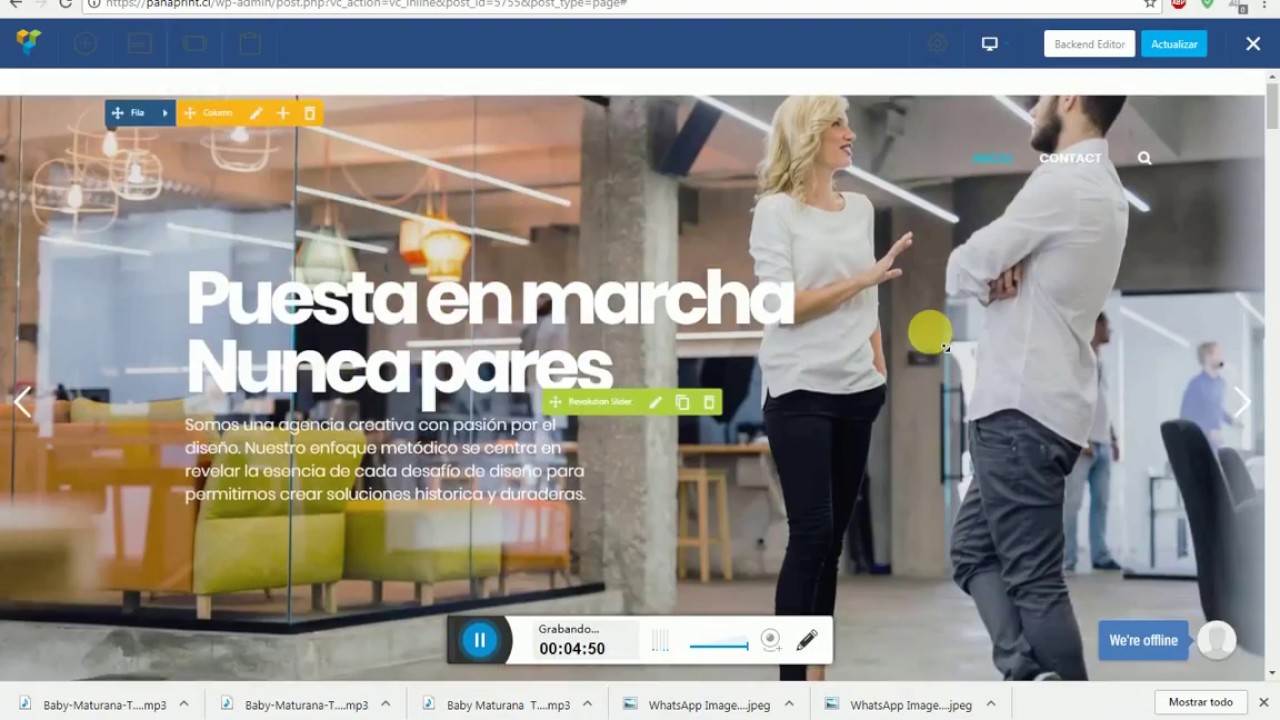 https://panaprint.cl/wp-admin/post.php?vc_action=vc_inline&post_id=5755&post_type=page#
Backend Editor
Actualizar
Fila
Column
INICIO
CONTACT
Puesta en marcha
Nunca pares
Revolution Slider
Somos una agencia creativa con pasión por el
diseño. Nuestro enfoque metódico se centra en
revelar la esencia de cada desafío de diseño para
permitirnos crear soluciones historica y duraderas.
Grabando...
00:04:50
We're offline
Baby-Maturana-T....mp3
Baby-Maturana-T....mp3
Baby Maturana T....mp3
WhatsApp Image....jpeg
WhatsApp Image....jpeg
Mostrar todo